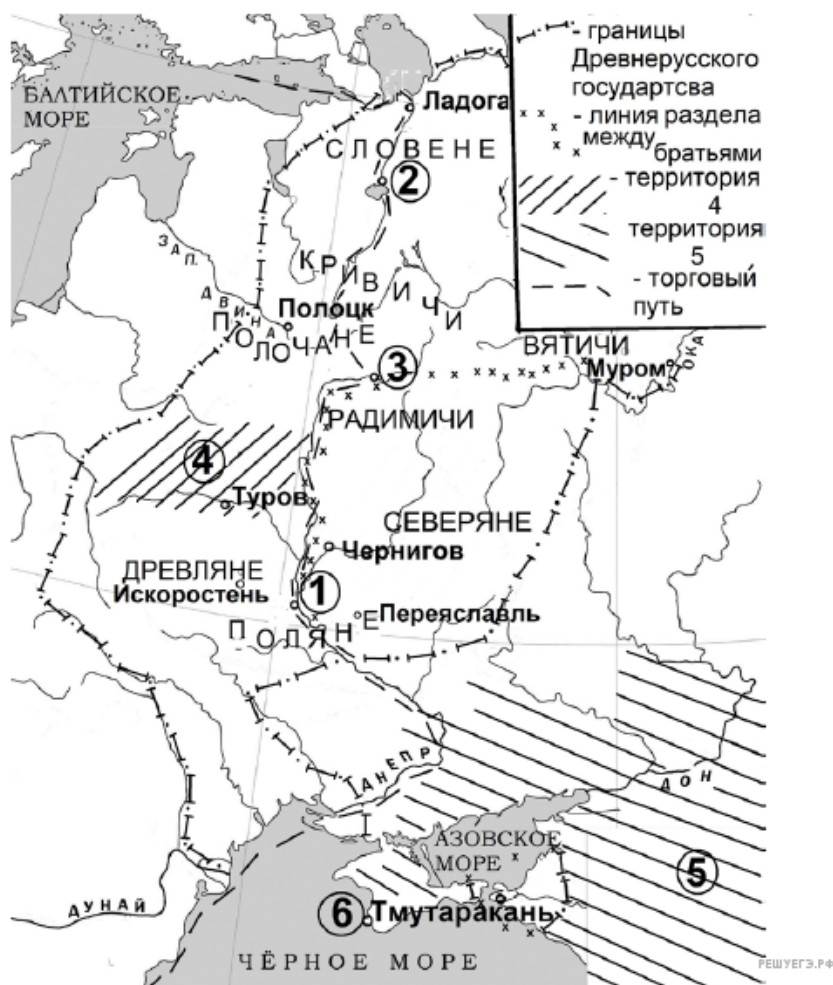 - границы
Древнерусского
государтсва
- линия раздела
между
братьями
- территория
4
территория
5
- торговый
путь
БАЛТИЙСКОЕ
МОРЕ
Ладога
СЛОВЕНЕ
2
КРИВИЧИ
ЗАП. ДВИНА
Полоцк
ПОЛОЧАНЕ
3
ВЯТИЧИ
Муром
ОКА
РАДИМИЧИ
4
Туров
СЕВЕРЯНЕ
Чернигов
ДРЕВЛЯНЕ
Искоростень
1
Переяславль
ПОЛЯНЕ
ДНЕПР
ДОН
АЗОВСКОЕ
МОРЕ
5
ДУНАЙ
6
Тмутаракань
ЧЁРНОЕ МОРЕ
РЕШУЕГЭ.РФ